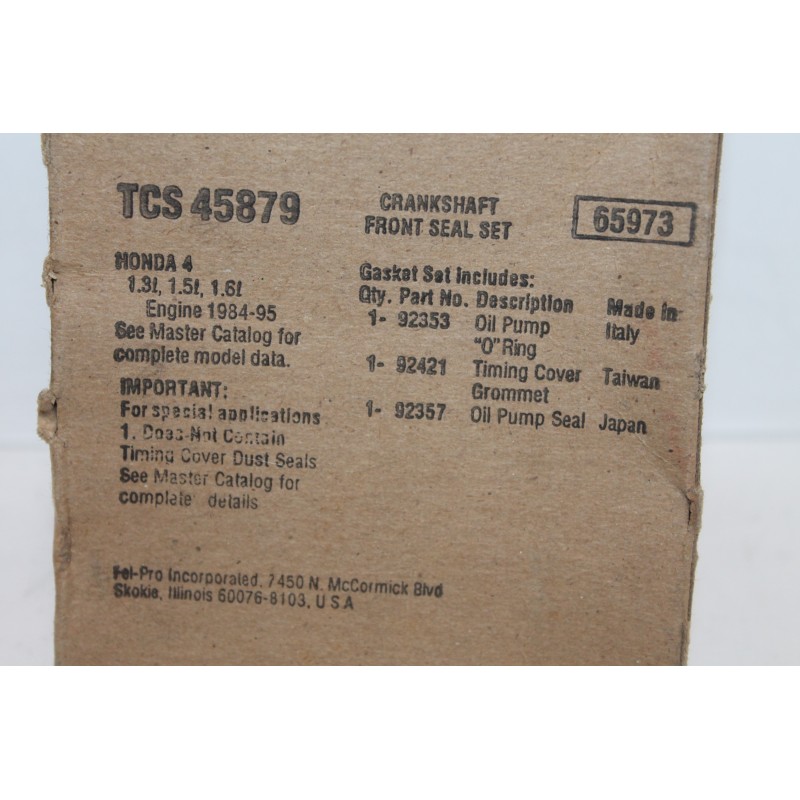 TCS 45879
CRANKSHAFT
FRONT SEAL SET
65973
HONDA 4
1.3ℓ, 1.5ℓ, 1.6ℓ
Engine 1984-95
See Master Catalog for
complete model data.
IMPORTANT:
For special applications
1. Does Not Contain
Timing Cover Dust Seals
See Master Catalog for
complete details
Gasket Set Includes:
Qty. Part No. Description Made in:
1- 92353 Oil Pump Italy
"O" Ring
1- 92421 Timing Cover Taiwan
Grommet
1- 92357 Oil Pump Seal Japan
Fel-Pro Incorporated, 7450 N. McCormick Blvd
Skokie, Illinois 60076-8103, U.S.A